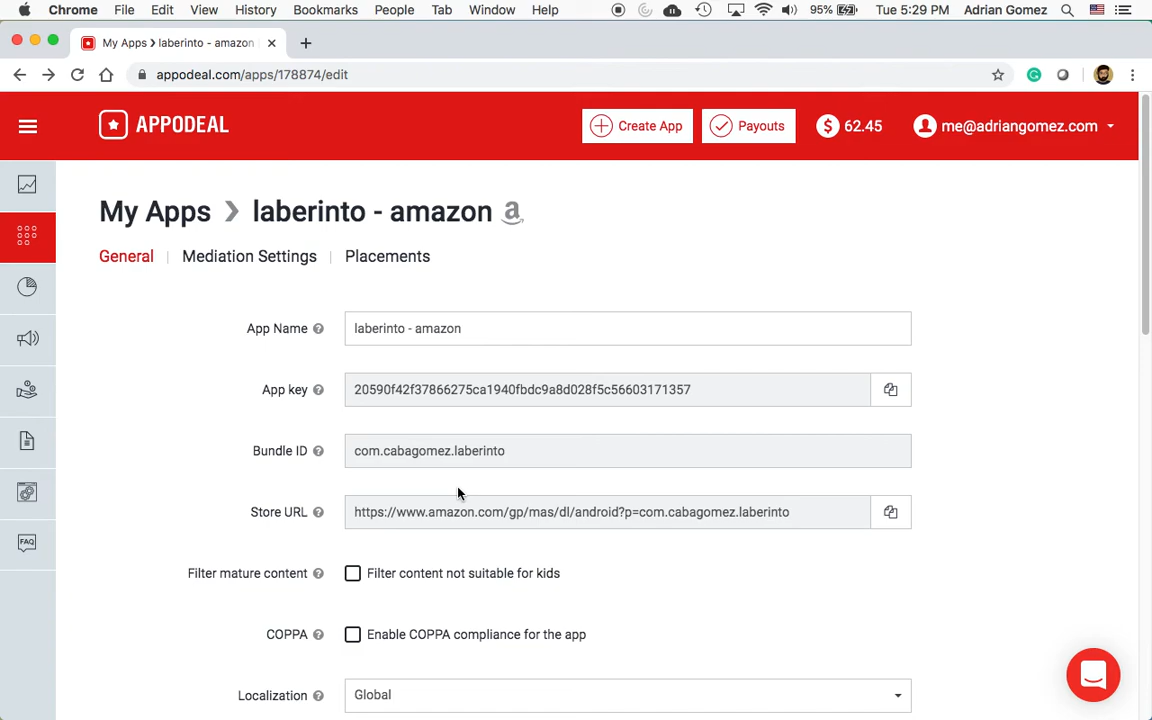 Chrome File Edit View History Bookmarks People Tab Window Help 95% Tue 5:29 PM Adrian Gomez
My Apps ❯ laberinto - amazon
appodeal.com/apps/178874/edit
APPODEAL Create App Payouts $ 62.45 me@adriangomez.com
My Apps ❯ laberinto - amazon a
General | Mediation Settings | Placements
App Name ? laberinto - amazon
App key ? 20590f42f37866275ca1940fbdc9a8d028f5c56603171357
Bundle ID ? com.cabagomez.laberinto
Store URL ? https://www.amazon.com/gp/mas/dl/android?p=com.cabagomez.laberinto
FAQ
Filter mature content ? Filter content not suitable for kids
COPPA ? Enable COPPA compliance for the app
Localization ? Global